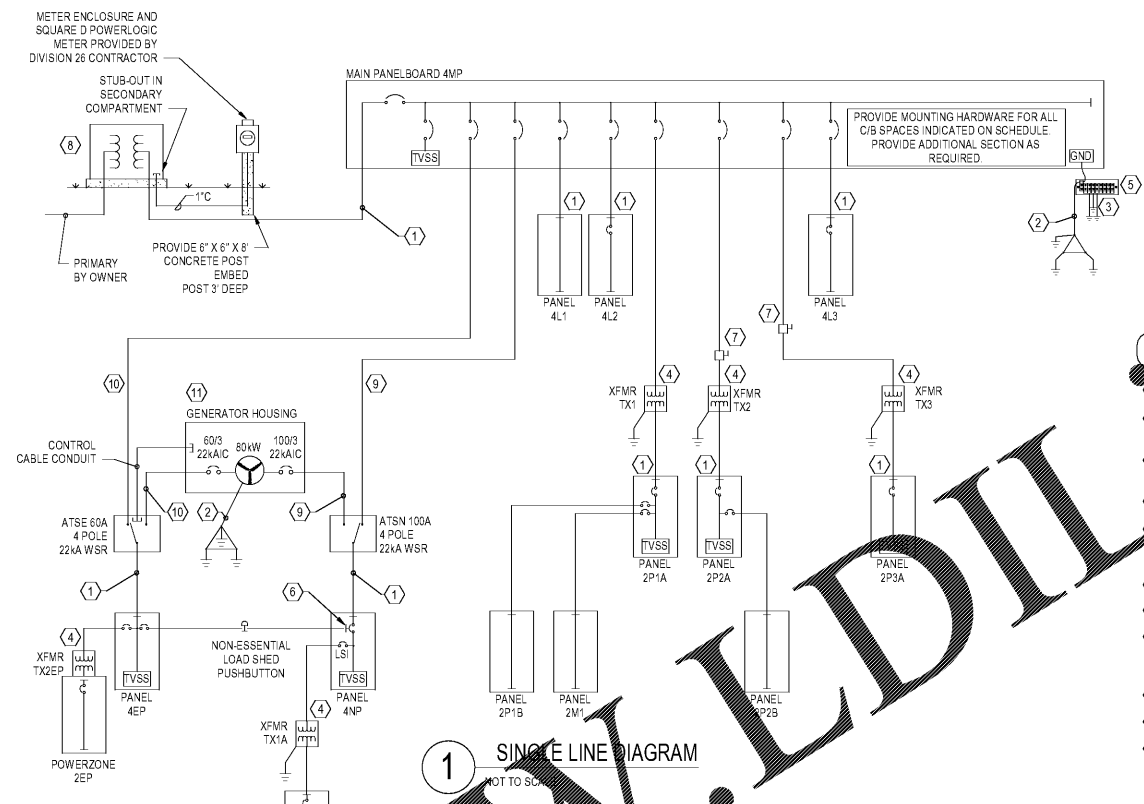 METER ENCLOSURE AND
SQUARE D POWERLOGIC
METER PROVIDED BY
DIVISION 26 CONTRACTOR
STUB-OUT IN
SECONDARY
COMPARTMENT
8
1"C
PRIMARY
BY OWNER
PROVIDE 6" X 6" X 8'
CONCRETE POST
EMBED
POST 3' DEEP
1
MAIN PANELBOARD 4MP
TVSS
PROVIDE MOUNTING HARDWARE FOR ALL
C/B SPACES INDICATED ON SCHEDULE.
PROVIDE ADDITIONAL SECTION AS
REQUIRED.
GND
5
3
2
1
PANEL
4L1
1
PANEL
4L2
1
PANEL
4L3
7
7
10
9
11
GENERATOR HOUSING
60/3
22kAIC
80kW
100/3
22kAIC
CONTROL
CABLE CONDUIT
10
2
9
ATSE 60A
4 POLE
22kA WSR
ATSN 100A
4 POLE
22kA WSR
1
1
6
4
XFMR
TX1
4
XFMR
TX2
4
XFMR
TX3
1
TVSS
PANEL
2P1A
1
TVSS
PANEL
2P2A
1
PANEL
2P3A
4
XFMR
TX2EP
POWERZONE
2EP
TVSS
PANEL
4EP
NON-ESSENTIAL
LOAD SHED
PUSHBUTTON
LSI
TVSS
PANEL
4NP
4
XFMR
TX1A
PANEL
2P1B
PANEL
2M1
PANEL
2P2B
1
SINGLE LINE DIAGRAM
NOT TO SCALE
.LDII.